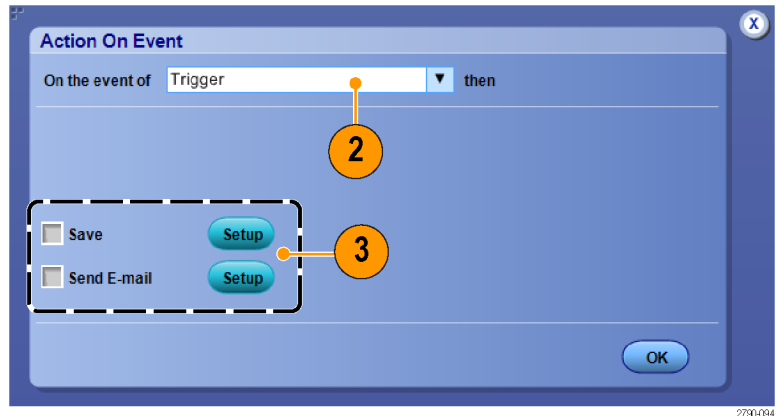 X
Action On Event
On the event of Trigger ▼ then
2
Save Setup
3
Send E-mail Setup
OK
2790-094